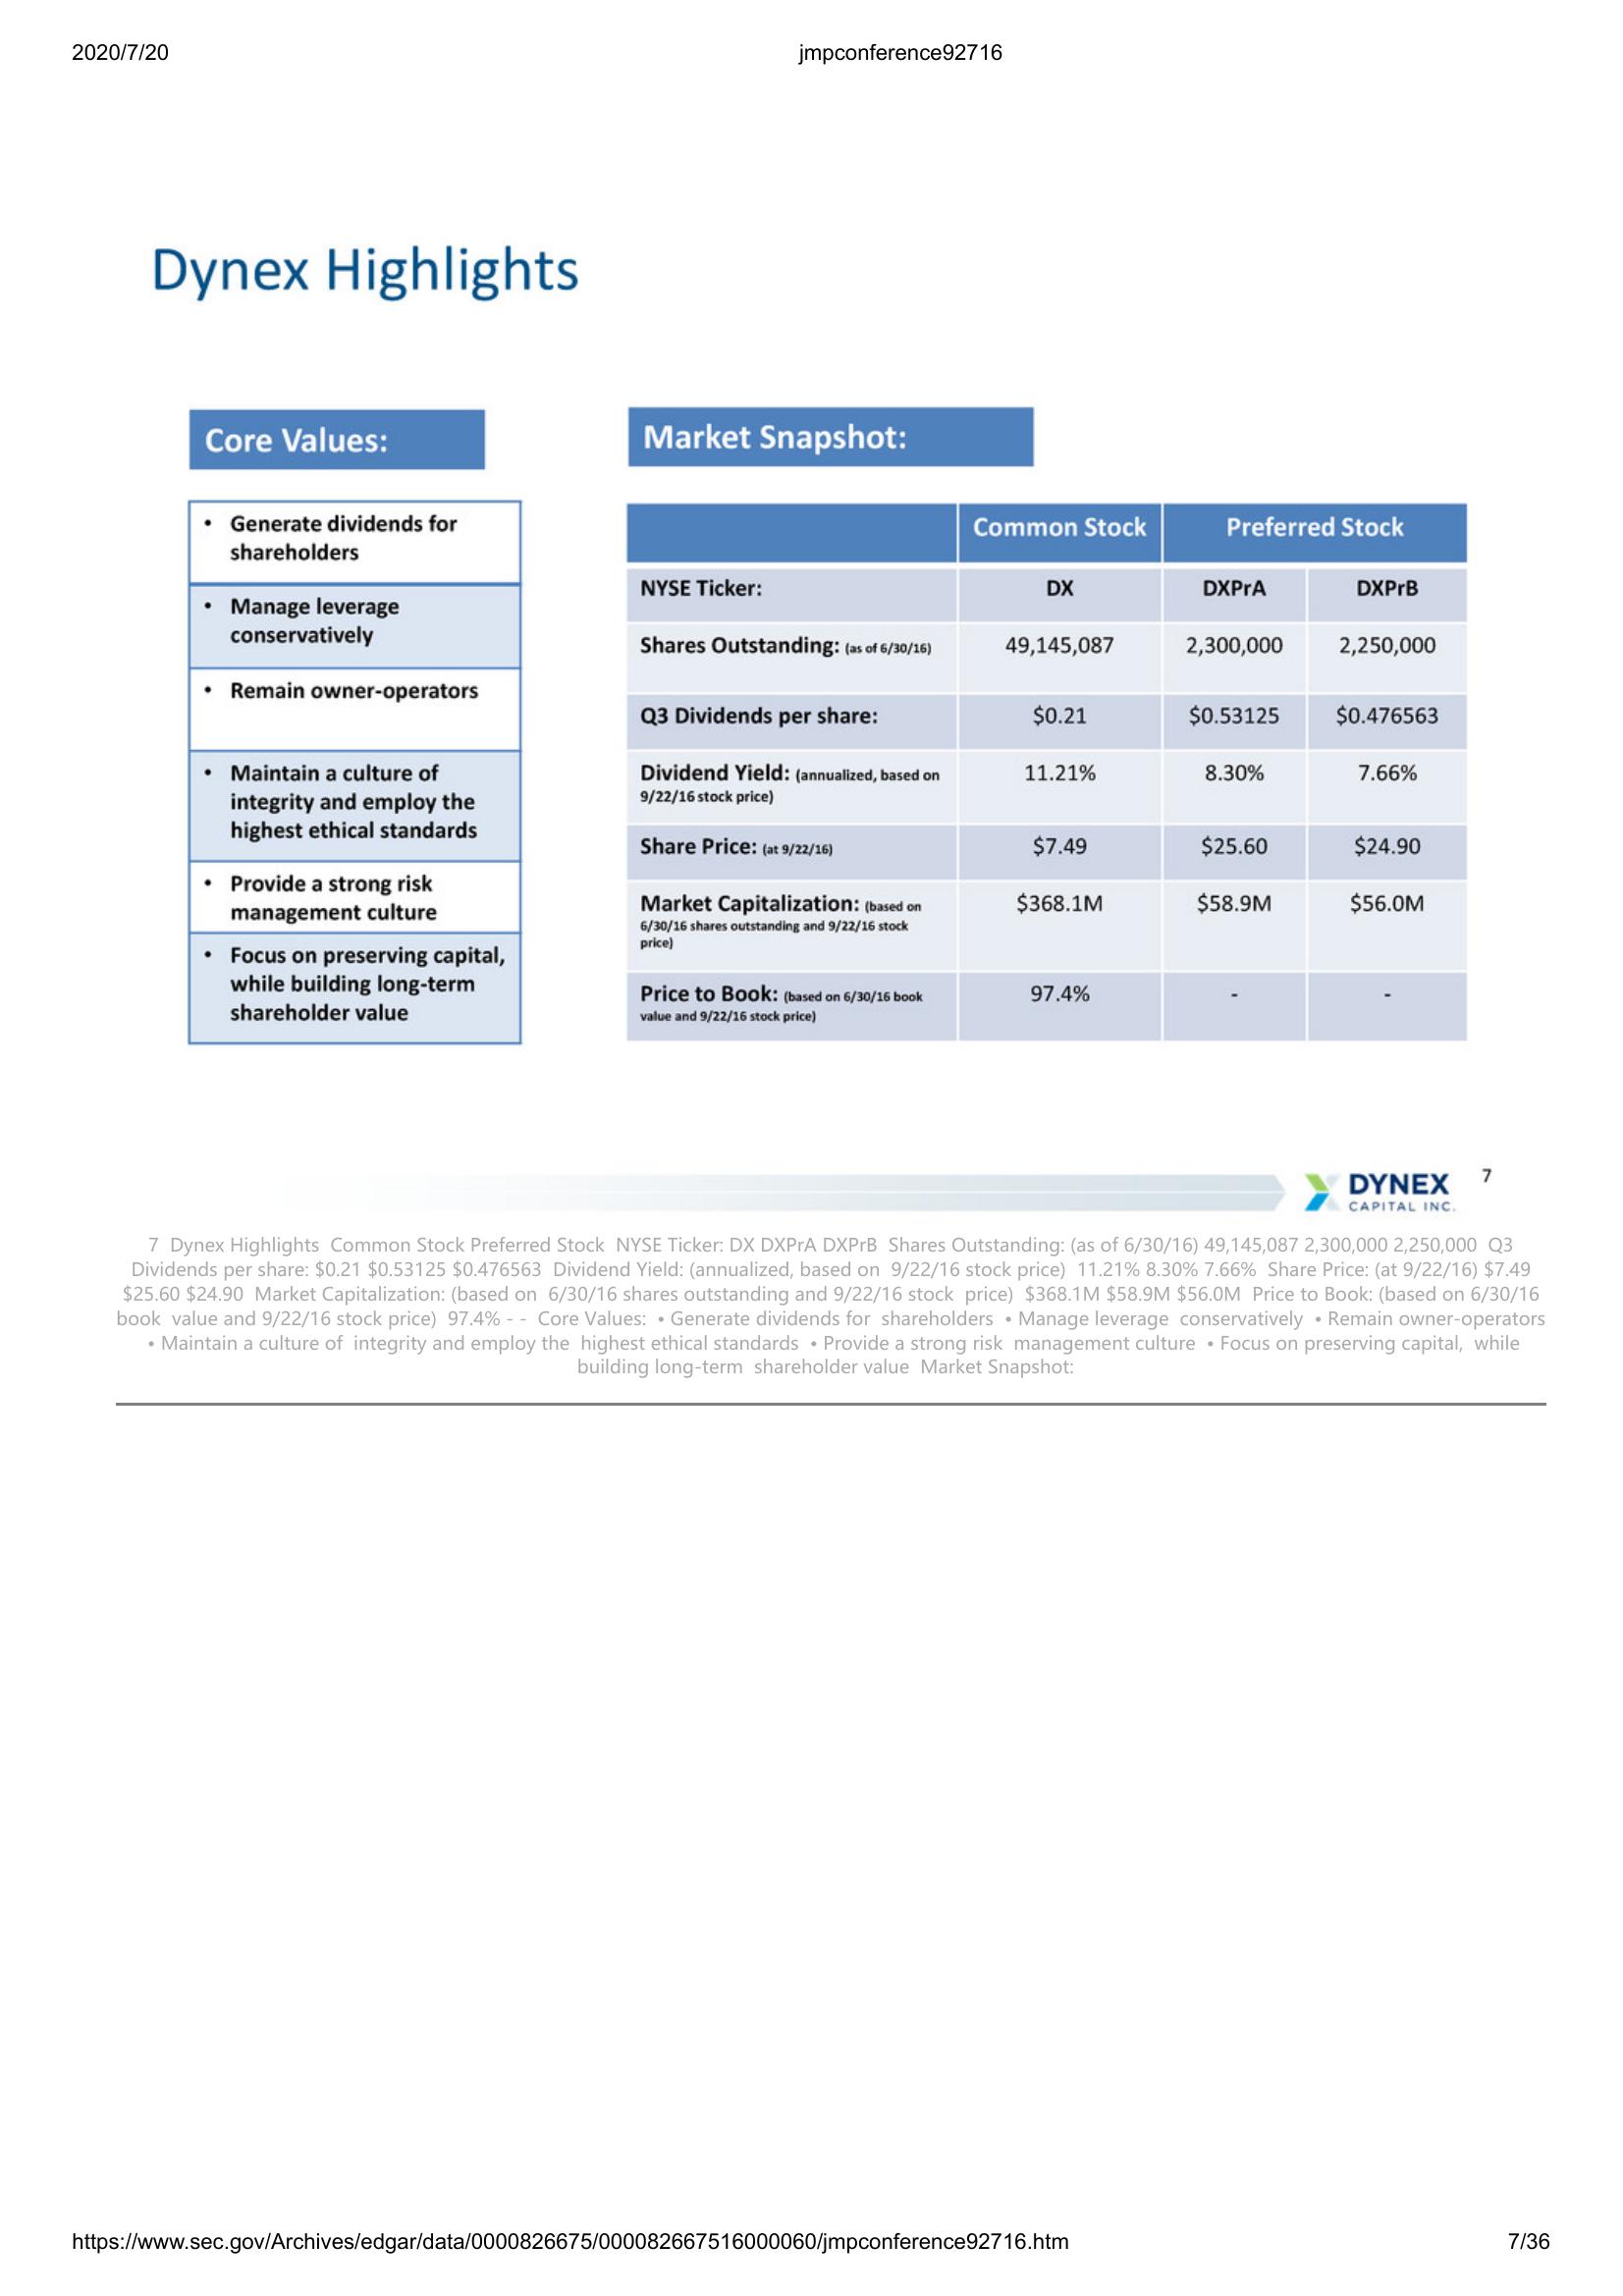 2020/7/20 jmpconference92716
Dynex Highlights
Core Values:
• Generate dividends for
shareholders
• Manage leverage
conservatively
• Remain owner-operators
• Maintain a culture of
integrity and employ the
highest ethical standards
• Provide a strong risk
management culture
• Focus on preserving capital,
while building long-term
shareholder value
Market Snapshot:
Common Stock Preferred Stock
NYSE Ticker: DX DXPrA DXPrB
Shares Outstanding: (as of 6/30/16) 49,145,087 2,300,000 2,250,000
Q3 Dividends per share: $0.21 $0.53125 $0.476563
Dividend Yield: (annualized, based on 11.21% 8.30% 7.66%
9/22/16 stock price)
Share Price: (at 9/22/16) $7.49 $25.60 $24.90
Market Capitalization: (based on $368.1M $58.9M $56.0M
6/30/16 shares outstanding and 9/22/16 stock
price)
Price to Book: (based on 6/30/16 book 97.4% - -
value and 9/22/16 stock price)
DYNEX 7
CAPITAL INC.
7 Dynex Highlights Common Stock Preferred Stock NYSE Ticker: DX DXPrA DXPrB Shares Outstanding: (as of 6/30/16) 49,145,087 2,300,000 2,250,000 Q3
Dividends per share: $0.21 $0.53125 $0.476563 Dividend Yield: (annualized, based on 9/22/16 stock price) 11.21% 8.30% 7.66% Share Price: (at 9/22/16) $7.49
$25.60 $24.90 Market Capitalization: (based on 6/30/16 shares outstanding and 9/22/16 stock price) $368.1M $58.9M $56.0M Price to Book: (based on 6/30/16
book value and 9/22/16 stock price) 97.4% - - Core Values: • Generate dividends for shareholders • Manage leverage conservatively • Remain owner-operators
• Maintain a culture of integrity and employ the highest ethical standards • Provide a strong risk management culture • Focus on preserving capital, while
building long-term shareholder value Market Snapshot:
https://www.sec.gov/Archives/edgar/data/0000826675/000082667516000060/jmpconference92716.htm 7/36